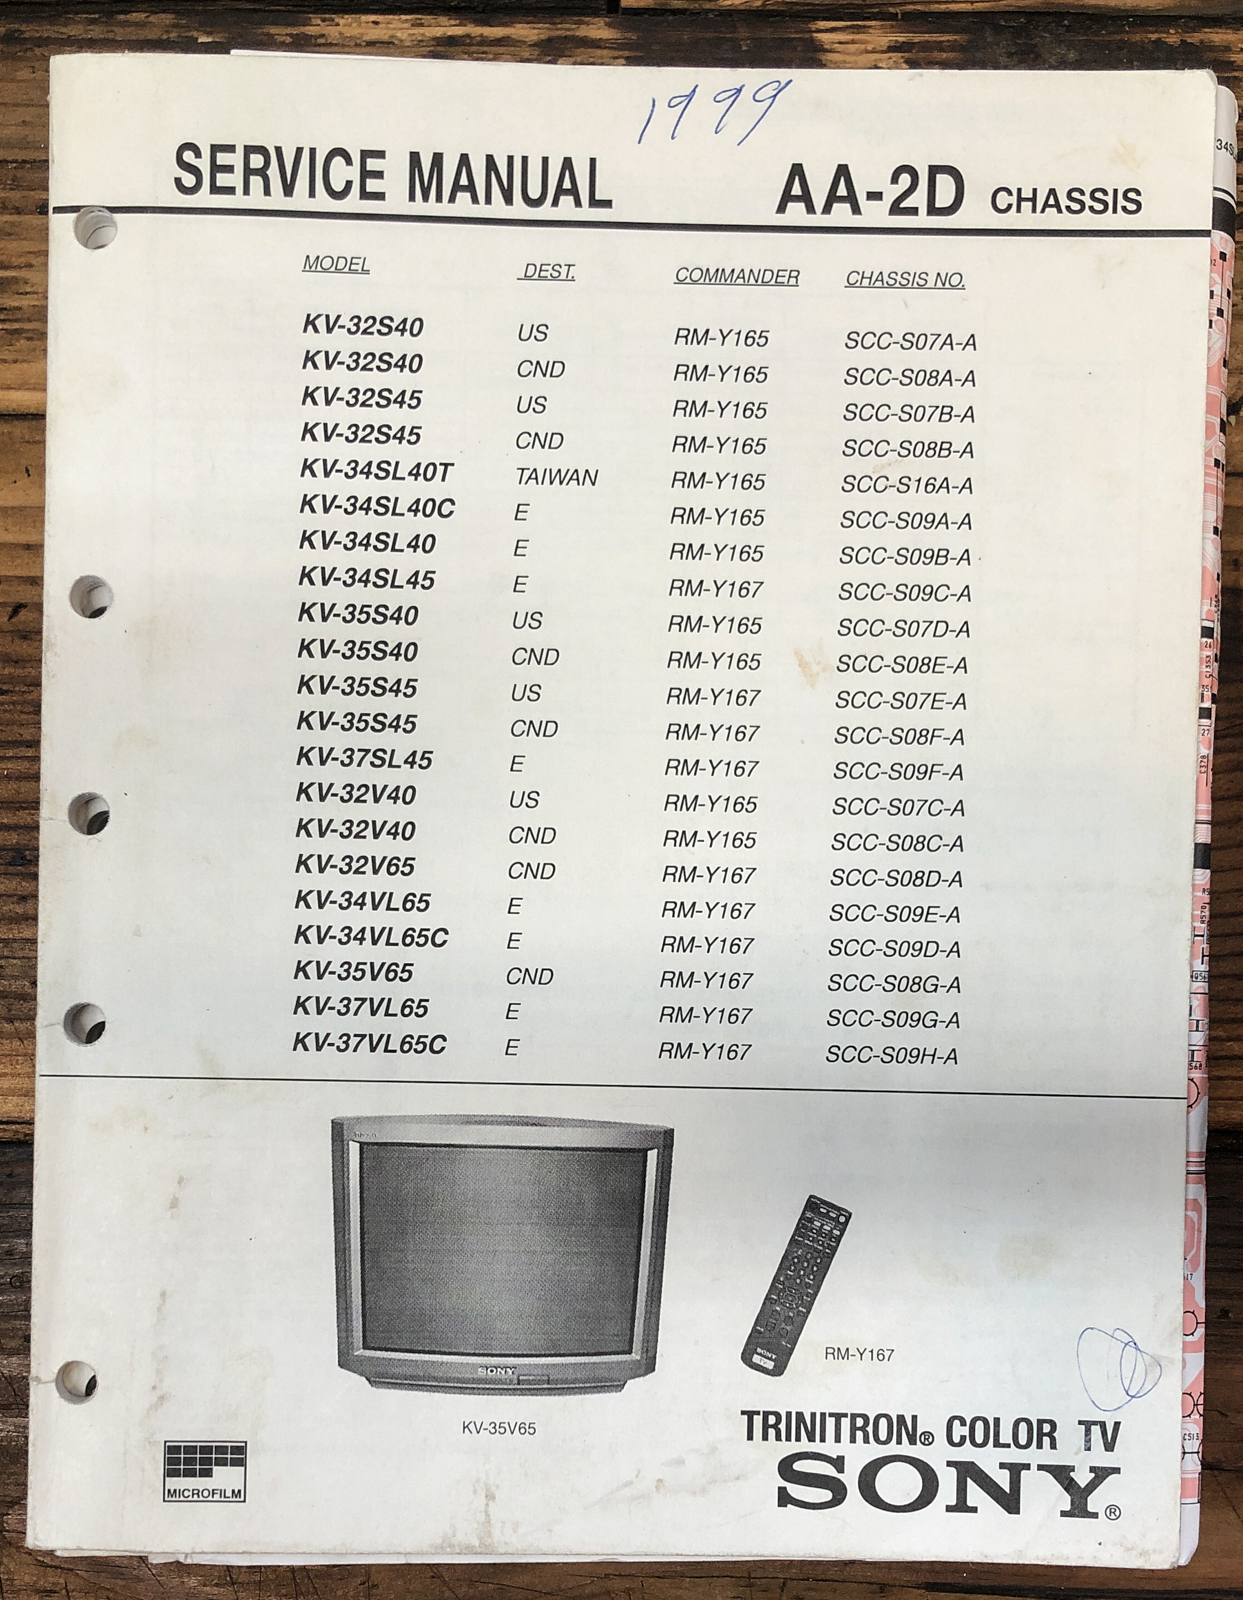 1999
SERVICE MANUAL AA-2D CHASSIS
MODEL DEST. COMMANDER CHASSIS NO.
KV-32S40 US RM-Y165 SCC-S07A-A
KV-32S40 CND RM-Y165 SCC-S08A-A
KV-32S45 US RM-Y165 SCC-S07B-A
KV-32S45 CND RM-Y165 SCC-S08B-A
KV-34SL40T TAIWAN RM-Y165 SCC-S16A-A
KV-34SL40C E RM-Y165 SCC-S09A-A
KV-34SL40 E RM-Y165 SCC-S09B-A
KV-34SL45 E RM-Y167 SCC-S09C-A
KV-35S40 US RM-Y165 SCC-S07D-A
KV-35S40 CND RM-Y165 SCC-S08E-A
KV-35S45 US RM-Y167 SCC-S07E-A
KV-35S45 CND RM-Y167 SCC-S08F-A
KV-37SL45 E RM-Y167 SCC-S09F-A
KV-32V40 US RM-Y165 SCC-S07C-A
KV-32V40 CND RM-Y165 SCC-S08C-A
KV-32V65 CND RM-Y167 SCC-S08D-A
KV-34VL65 E RM-Y167 SCC-S09E-A
KV-34VL65C E RM-Y167 SCC-S09D-A
KV-35V65 CND RM-Y167 SCC-S08G-A
KV-37VL65 E RM-Y167 SCC-S09G-A
KV-37VL65C E RM-Y167 SCC-S09H-A
SONY
SONY
RM-Y167
KV-35V65
MICROFILM
TRINITRON® COLOR TV
SONY®